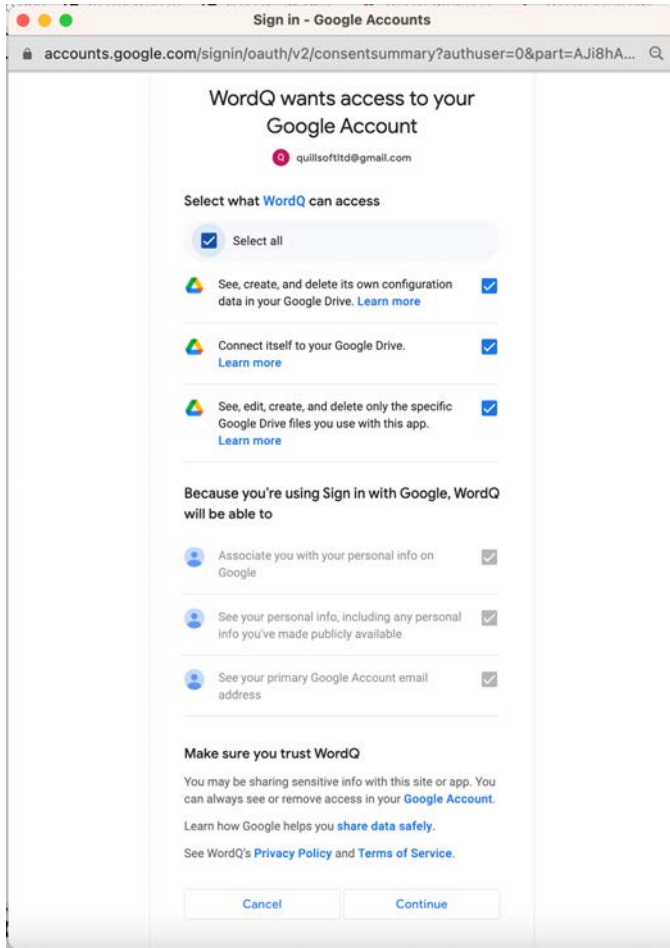 Sign in - Google Accounts
accounts.google.com/signin/oauth/v2/consentsummary?authuser=0&part=AJi8hA...
WordQ wants access to your
Google Account
Q quillsoftltd@gmail.com
Select what WordQ can access
Select all
See, create, and delete its own configuration
data in your Google Drive. Learn more
Connect itself to your Google Drive.
Learn more
See, edit, create, and delete only the specific
Google Drive files you use with this app.
Learn more
Because you're using Sign in with Google, WordQ
will be able to
Associate you with your personal info on
Google
See your personal info, including any personal
info you've made publicly available
See your primary Google Account email
address
Make sure you trust WordQ
You may be sharing sensitive info with this site or app. You
can always see or remove access in your Google Account.
Learn how Google helps you share data safely.
See WordQ's Privacy Policy and Terms of Service.
Cancel
Continue